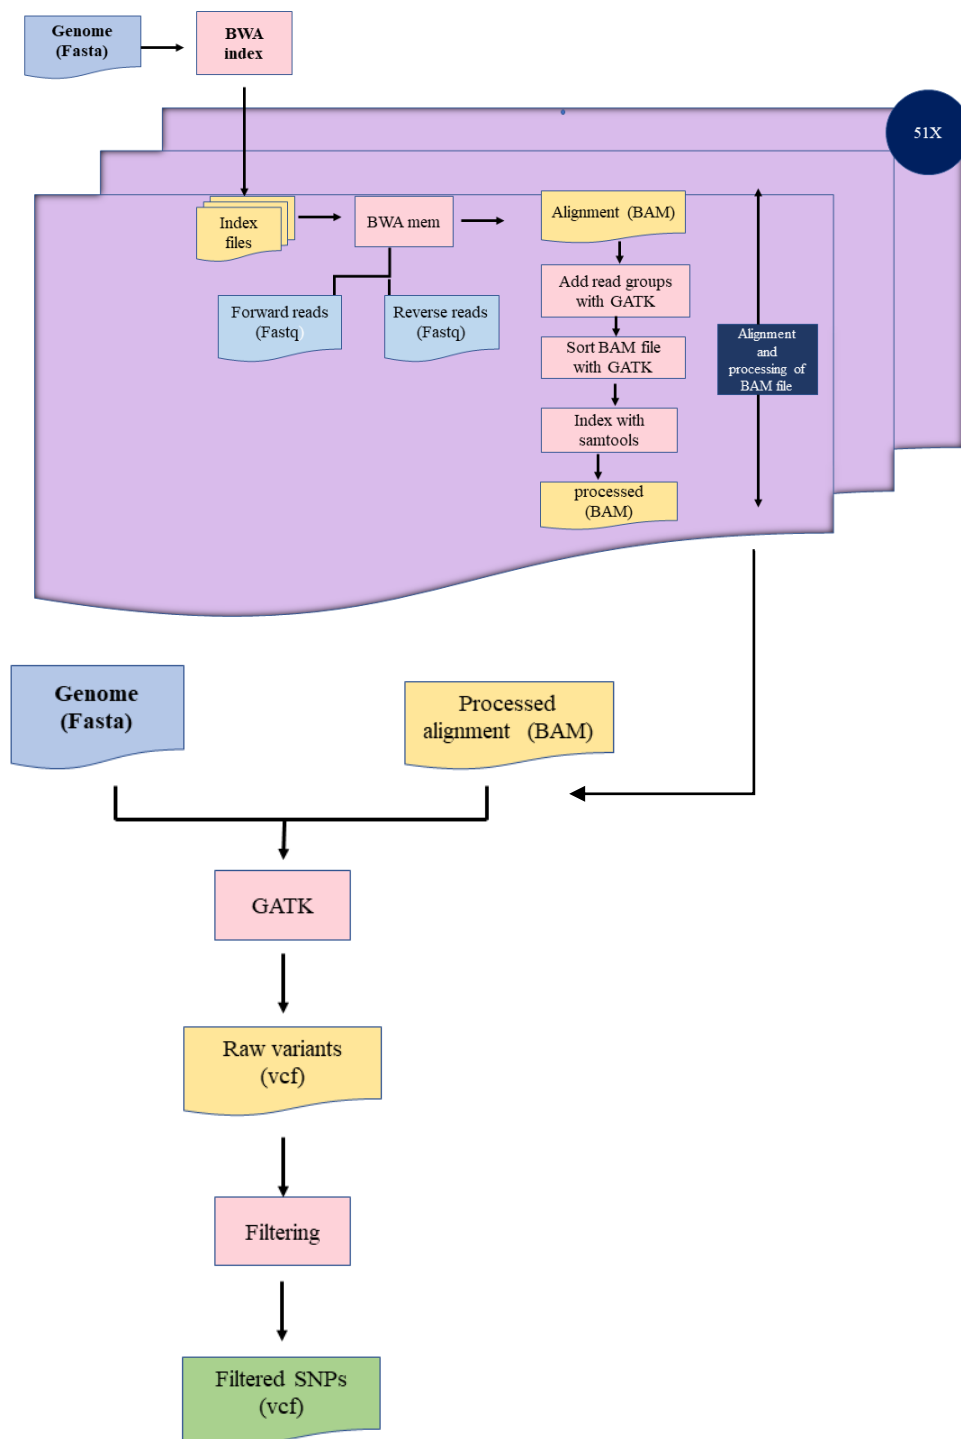 Genome
(Fasta)
BWA
index
51X
Index
files
BWA mem
Alignment (BAM)
Forward reads
(Fastq)
Reverse reads
(Fastq)
Add read groups
with GATK
Sort BAM file
with GATK
Index with
samtools
processed
(BAM)
Alignment
and
processing of
BAM file
Genome
(Fasta)
Processed
alignment (BAM)
GATK
Raw variants
(vcf)
Filtering
Filtered SNPs
(vcf)